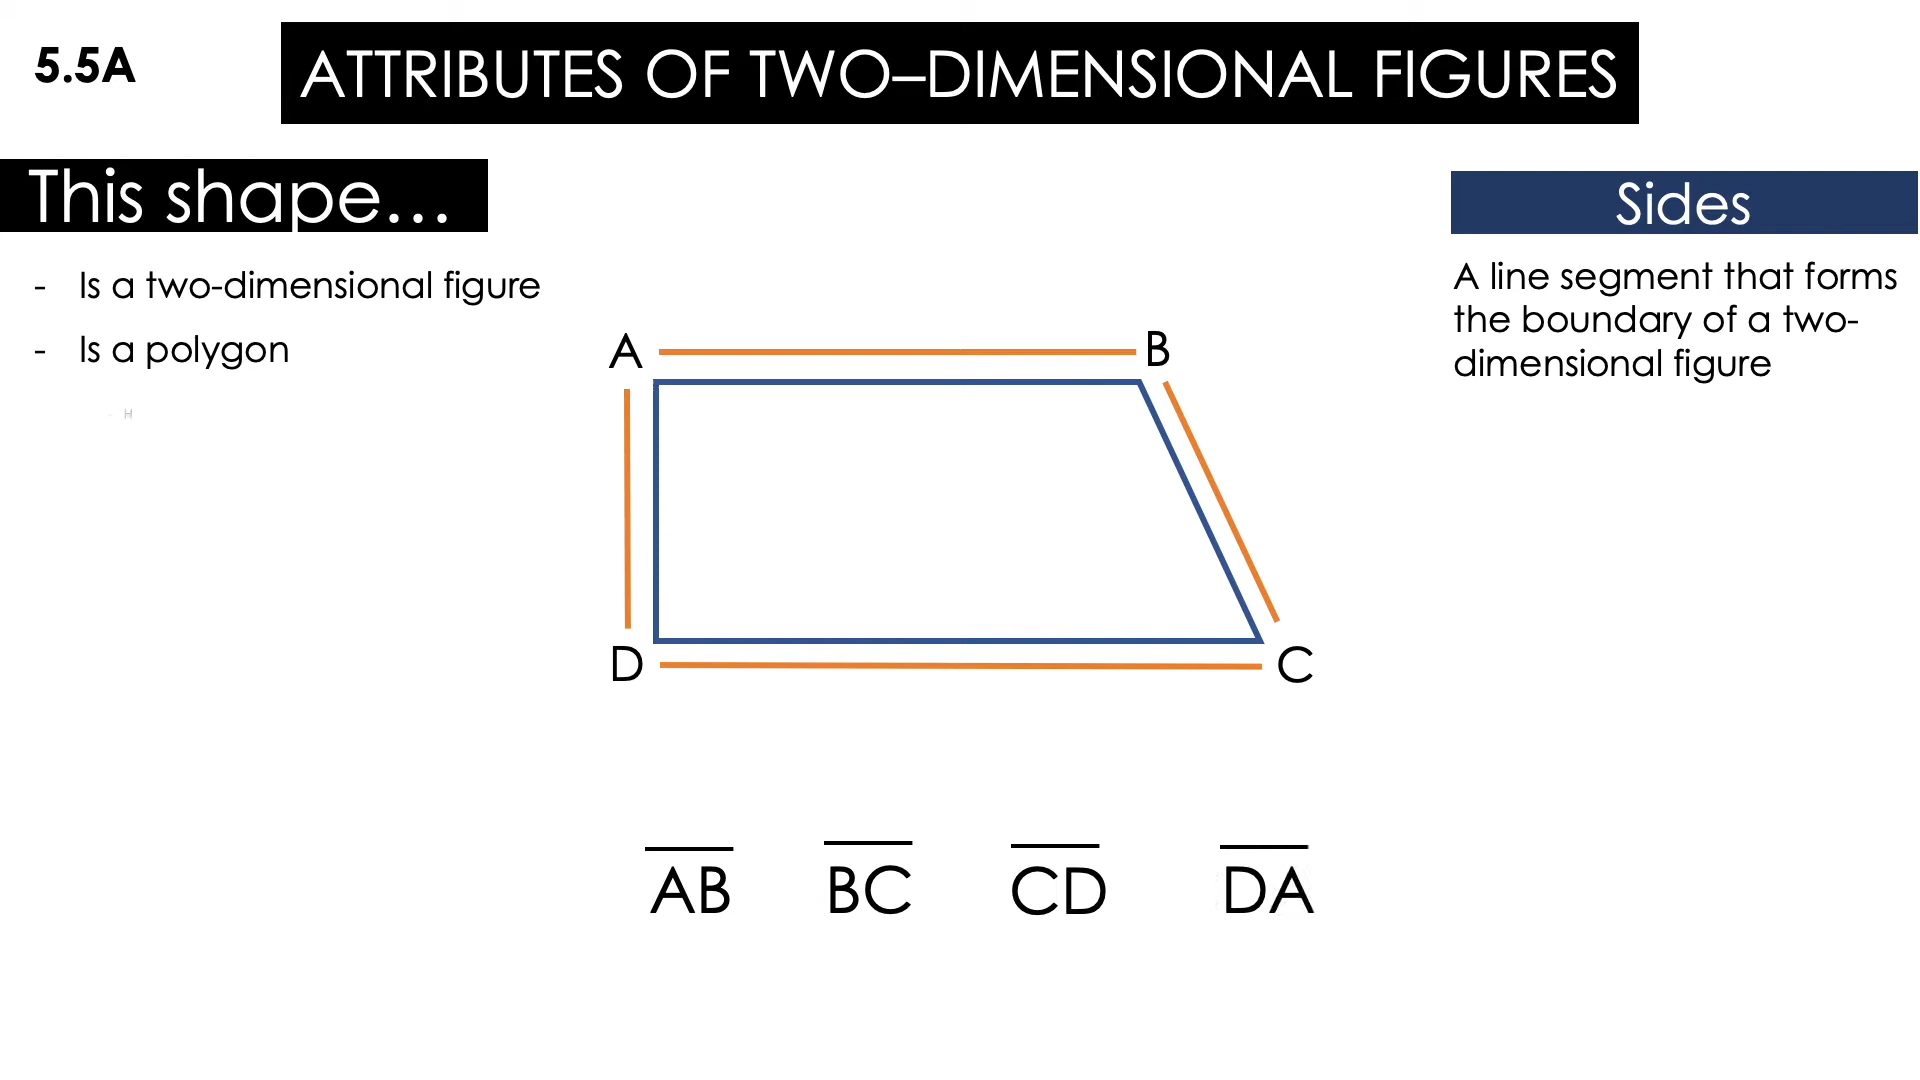 5.5A
ATTRIBUTES OF TWO–DIMENSIONAL FIGURES
This shape...
- Is a two-dimensional figure
- Is a polygon
- H
Sides
A line segment that forms
the boundary of a two-
dimensional figure
A
B
D
C
AB
BC
CD
DA